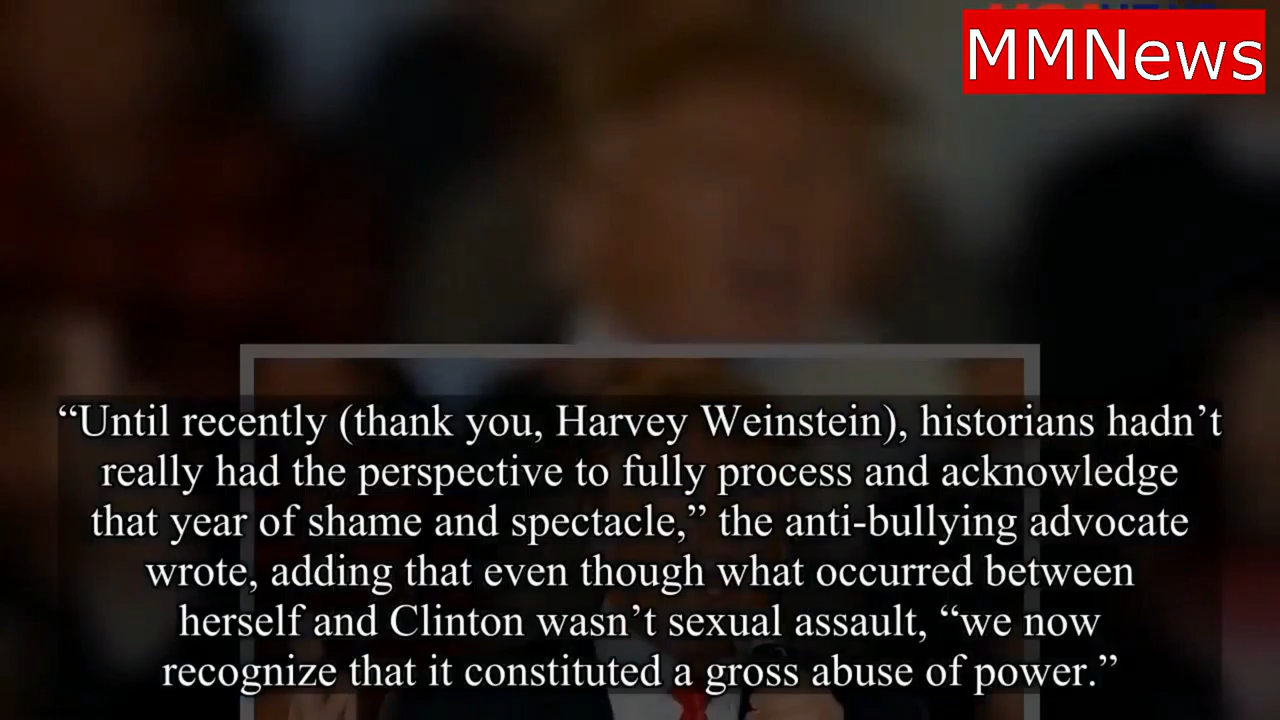 MMNews
“Until recently (thank you, Harvey Weinstein), historians hadn’t
really had the perspective to fully process and acknowledge
that year of shame and spectacle,” the anti-bullying advocate
wrote, adding that even though what occurred between
herself and Clinton wasn’t sexual assault, “we now
recognize that it constituted a gross abuse of power.”